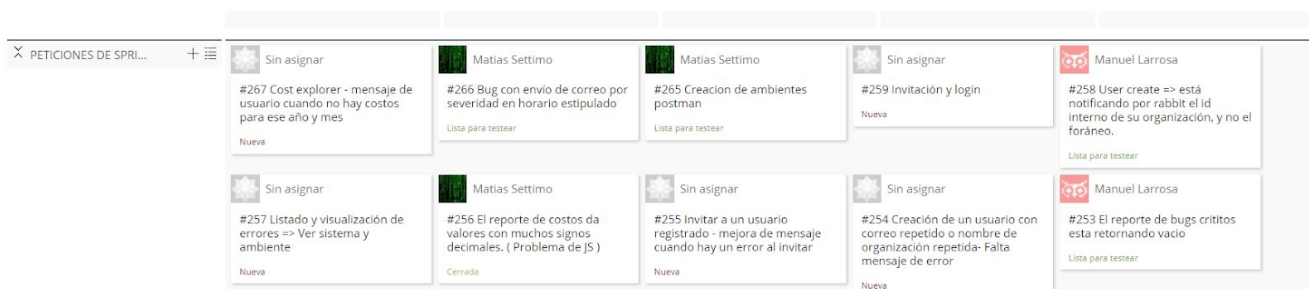 PETICIONES DE SPRI...
Sin asignar
#267 Cost explorer - mensaje de
usuario cuando no hay costos
para ese año y mes
Nueva
Matias Settimo
#266 Bug con envío de correo por
severidad en horario estipulado
Lista para testear
Matias Settimo
#265 Creacion de ambientes
postman
Lista para testear
Sin asignar
#259 Invitación y login
Nueva
Manuel Larrosa
#258 User create => está
notificando por rabbit el id
interno de su organización, y no el
foráneo.
Lista para testear
Sin asignar
#257 Listado y visualización de
errores => Ver sistema y
ambiente
Nueva
Matias Settimo
#256 El reporte de costos da
valores con muchos signos
decimales. ( Problema de JS )
Cerrada
Sin asignar
#255 Invitar a un usuario
registrado - mejora de mensaje
cuando hay un error al invitar
Nueva
Sin asignar
#254 Creación de un usuario con
correo repetido o nombre de
organización repetida- Falta
mensaje de error
Nueva
Manuel Larrosa
#253 El reporte de bugs crititos
esta retornando vacio
Lista para testear